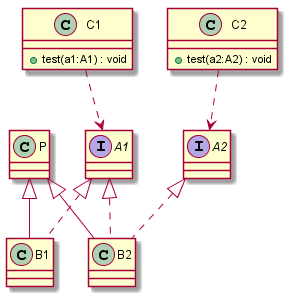 C C1
test(a1:A1) : void
C C2
test(a2:A2) : void
C P
I A1
I A2
C B1
C B2